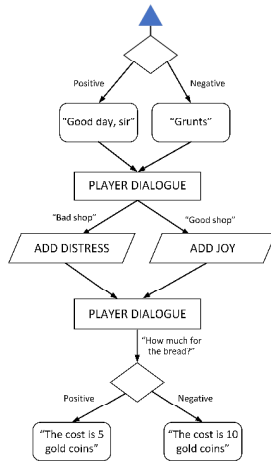 Positive
Negative
“Good day, sir”
“Grunts”
PLAYER DIALOGUE
“Bad shop”
“Good shop”
ADD DISTRESS
ADD JOY
PLAYER DIALOGUE
“How much for
the bread?”
Positive
Negative
“The cost is 5
gold coins”
“The cost is 10
gold coins”